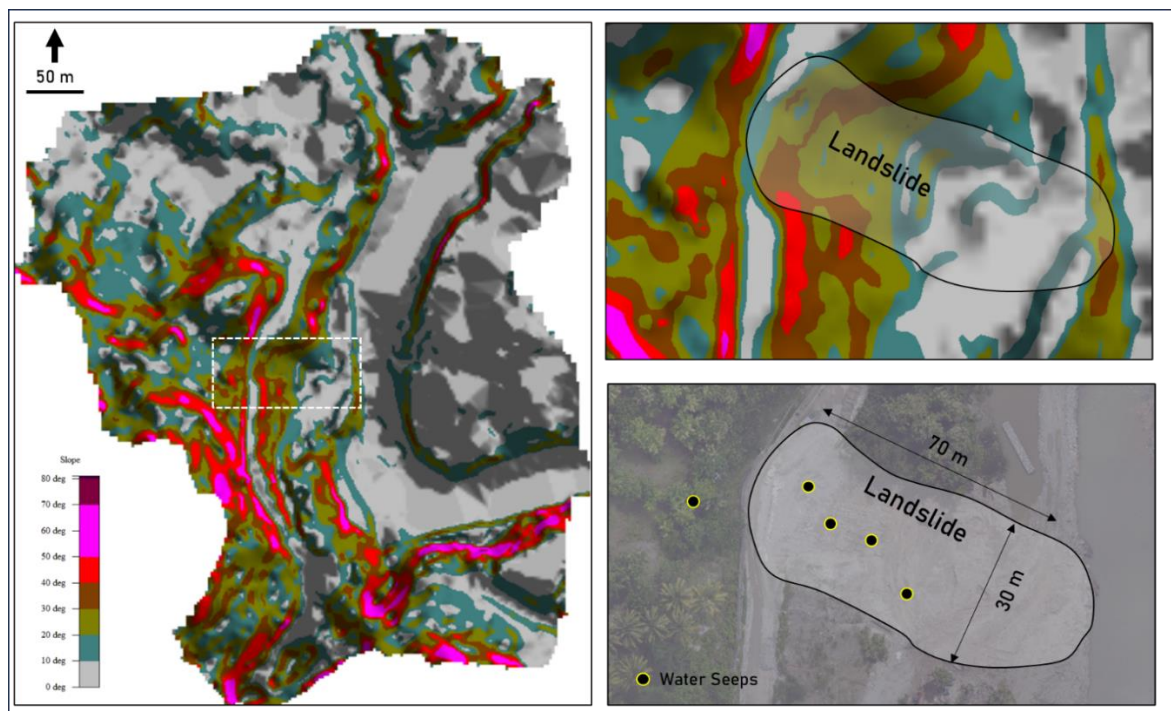 50 m
Slope
80 deg
70 deg
60 deg
50 deg
40 deg
30 deg
20 deg
10 deg
0 deg
Landslide
70 m
Landslide
30 m
Water Seeps